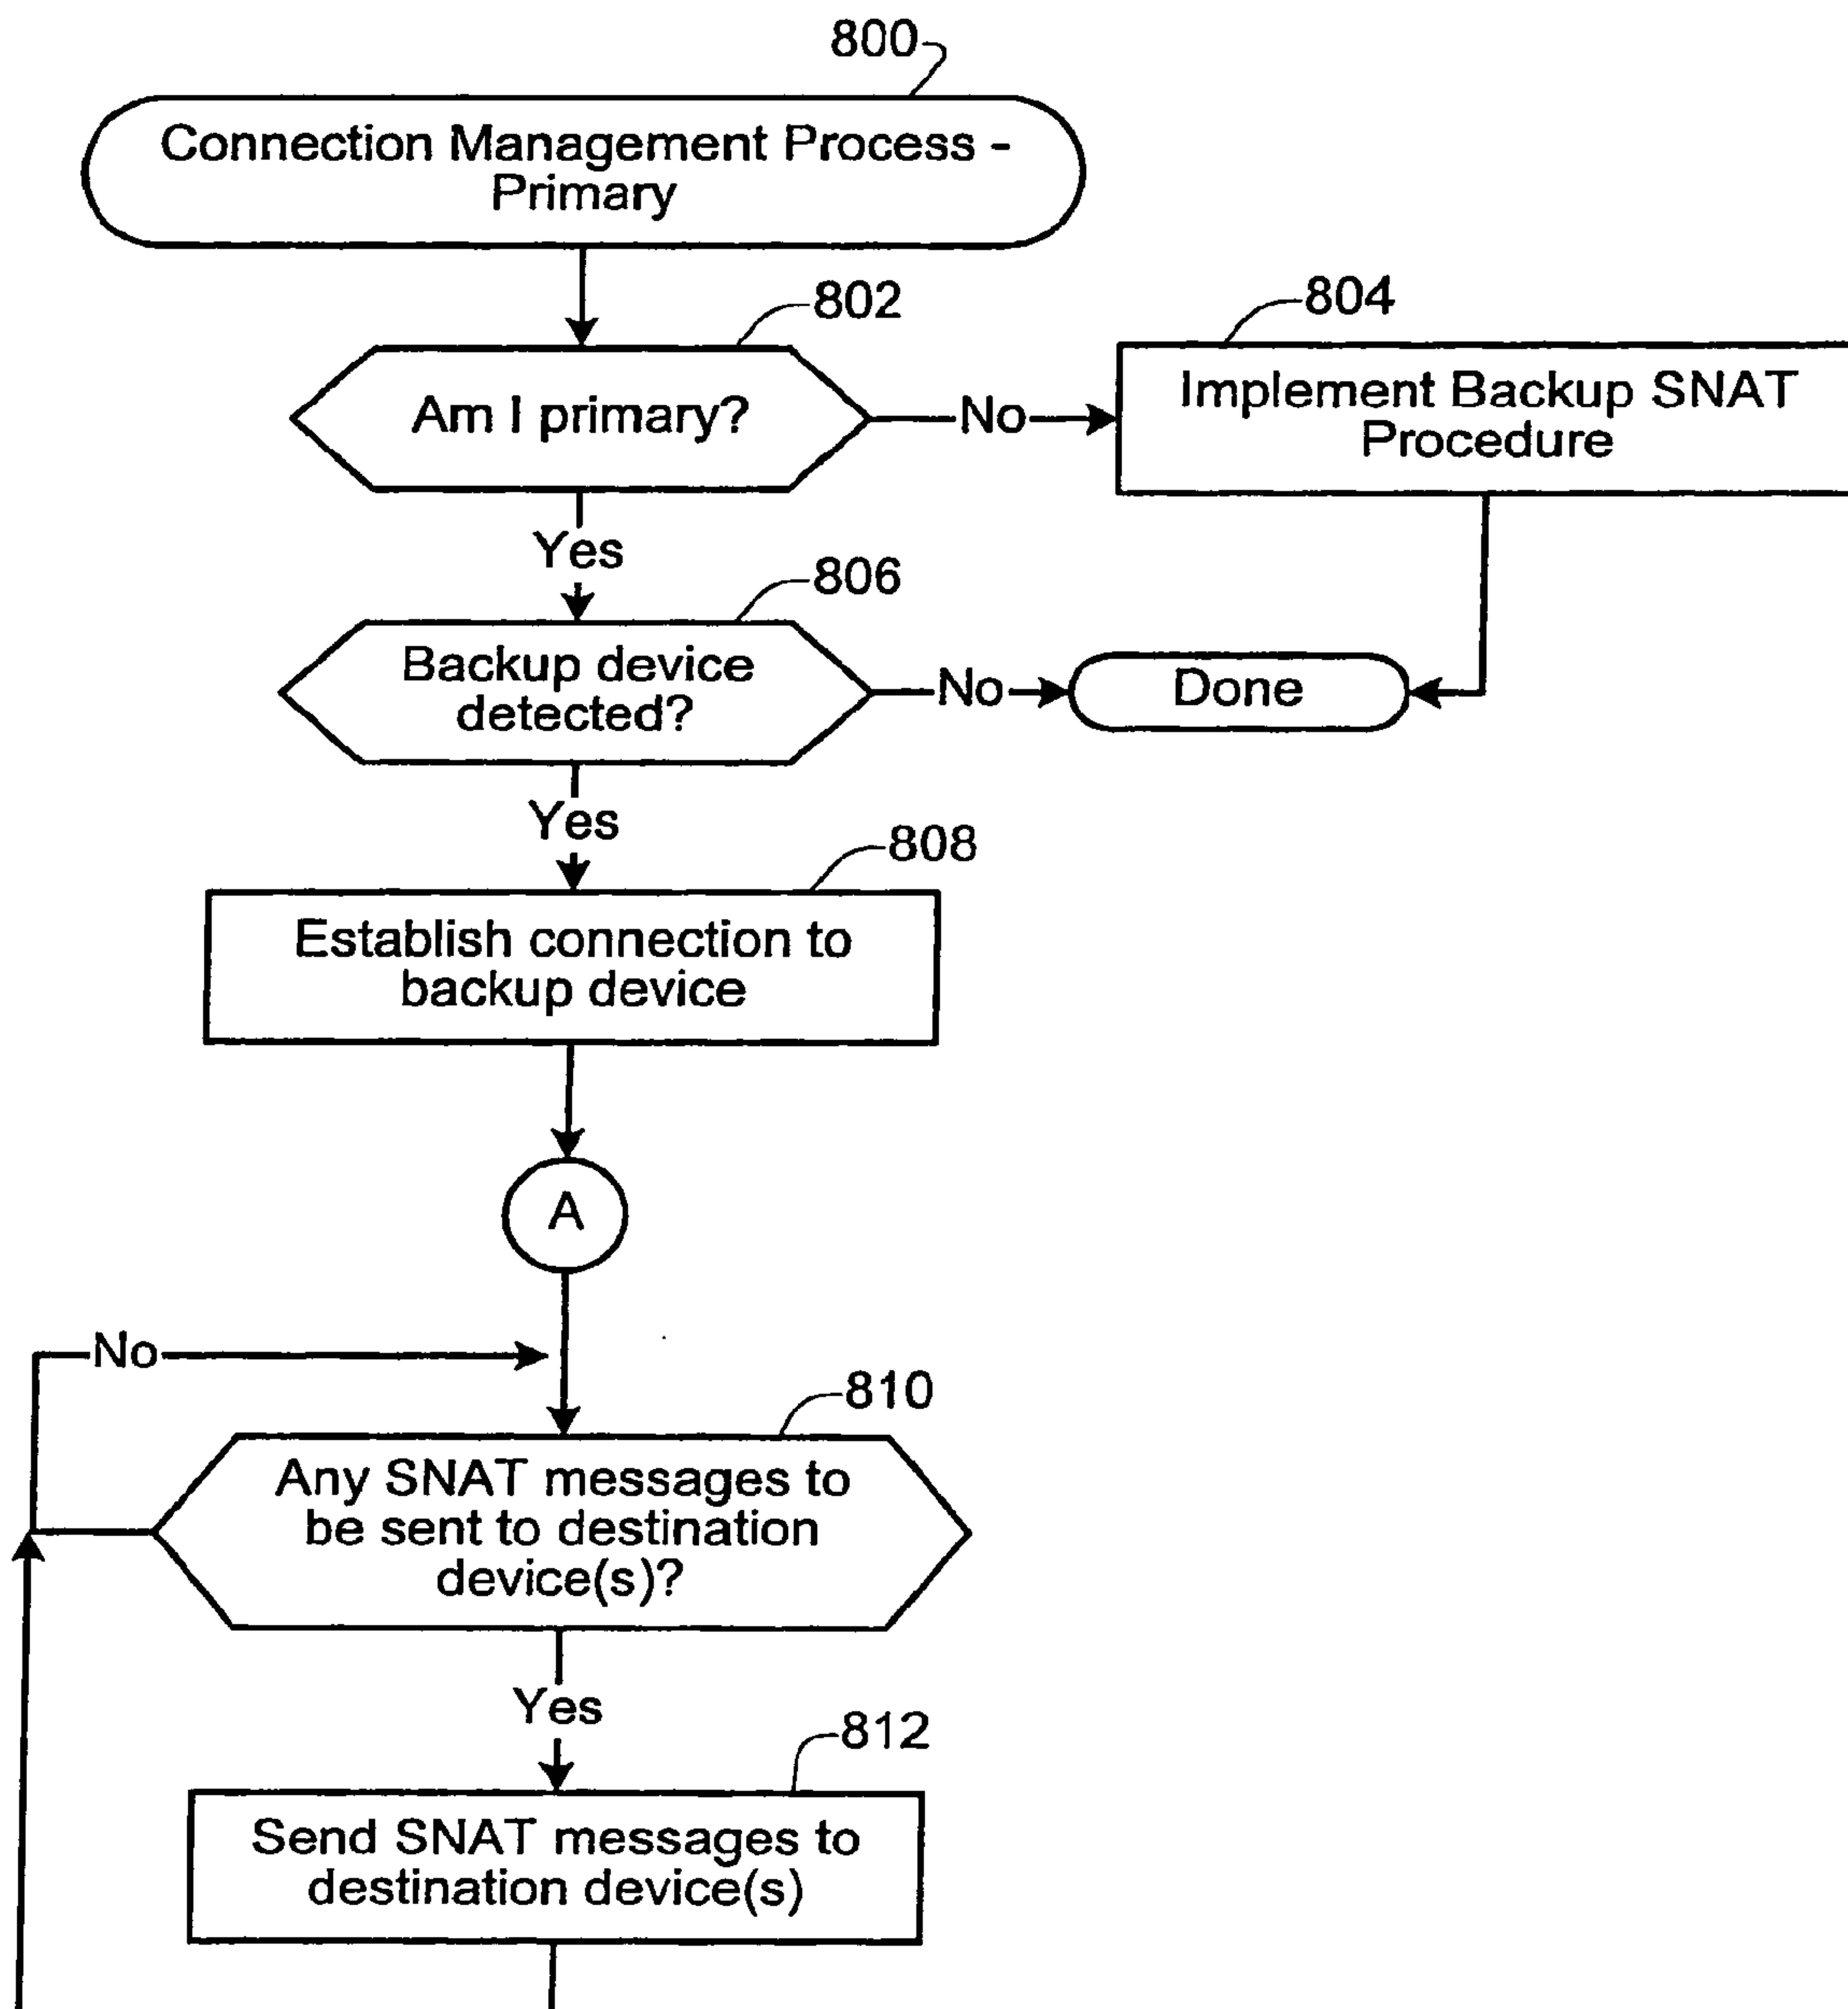 800
Connection Management Process -
Primary
802
804
Am I primary?
No
Implement Backup SNAT
Procedure
Yes
806
Backup device
detected?
No
Done
Yes
808
Establish connection to
backup device
A
No
810
Any SNAT messages to
be sent to destination
device(s)?
Yes
812
Send SNAT messages to
destination device(s)